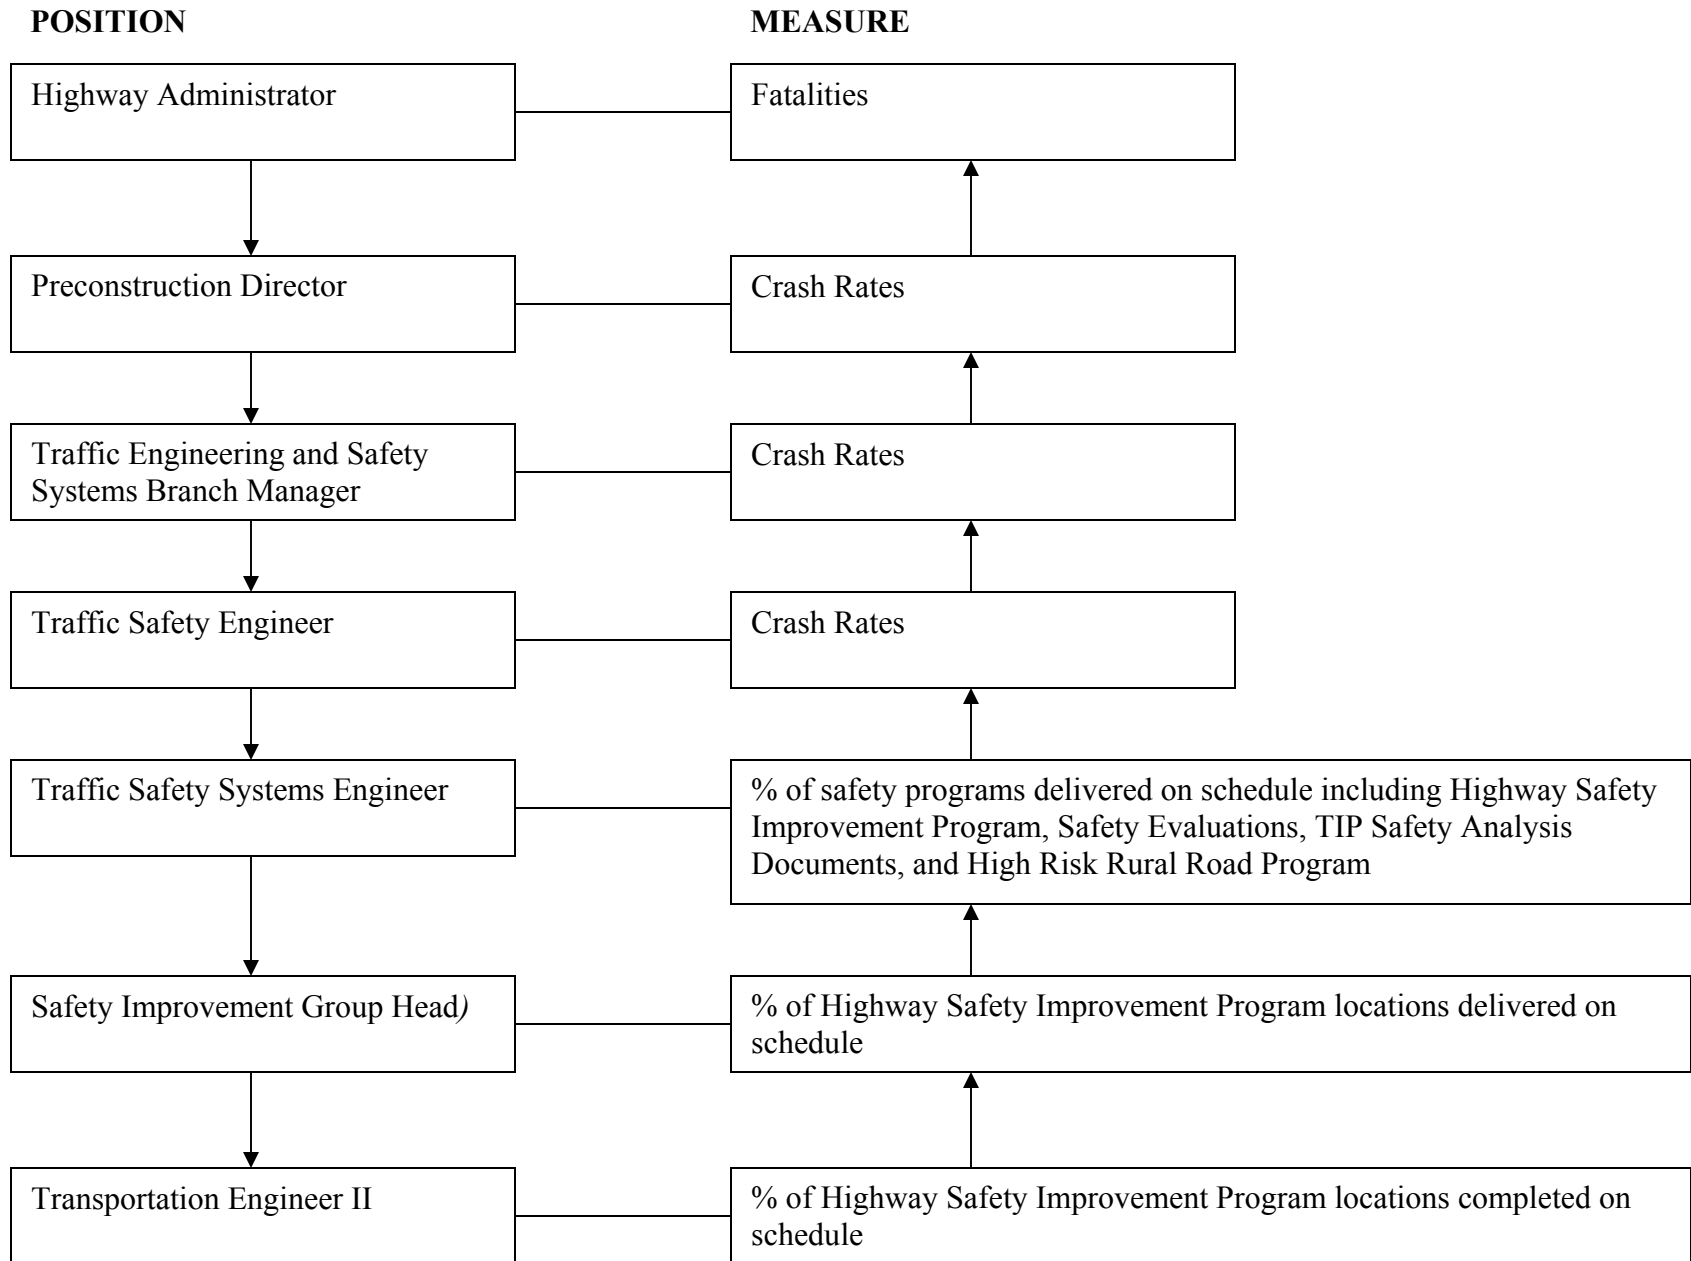 POSITION
MEASURE
Highway Administrator
Fatalities
Preconstruction Director
Crash Rates
Traffic Engineering and Safety
Systems Branch Manager
Crash Rates
Traffic Safety Engineer
Crash Rates
Traffic Safety Systems Engineer
% of safety programs delivered on schedule including Highway Safety
Improvement Program, Safety Evaluations, TIP Safety Analysis
Documents, and High Risk Rural Road Program
Safety Improvement Group Head)
% of Highway Safety Improvement Program locations delivered on
schedule
Transportation Engineer II
% of Highway Safety Improvement Program locations completed on
schedule